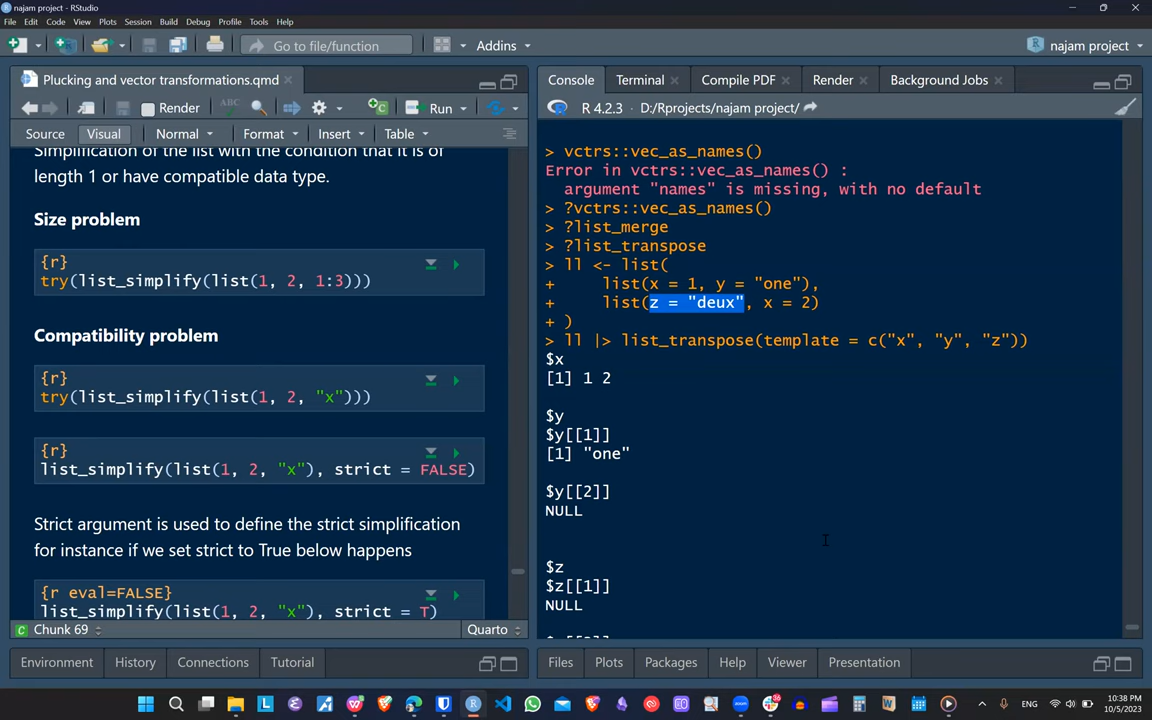 najam project - RStudio
File Edit Code View Plots Session Build Debug Profile Tools Help
Go to file/function
Addins
najam project
Plucking and vector transformations.qmd
Render
ABC
Run
Source Visual Normal Format Insert Table
Simplification of the list with the condition that it is of
length 1 or have compatible data type.
Size problem
{r}
try(list_simplify(list(1, 2, 1:3)))
Compatibility problem
{r}
try(list_simplify(list(1, 2, "x")))
{r}
list_simplify(list(1, 2, "x"), strict = FALSE)
Strict argument is used to define the strict simplification
for instance if we set strict to True below happens
{r eval=FALSE}
list_simplify(list(1, 2, "x"), strict = T)
Chunk 69
Quarto
Environment History Connections Tutorial
Console Terminal Compile PDF Render Background Jobs
R 4.2.3 · D:/Rprojects/najam project/
> vctrs::vec_as_names()
Error in vctrs::vec_as_names() :
argument "names" is missing, with no default
> ?vctrs::vec_as_names()
> ?list_merge
> ?list_transpose
> ll <- list(
+ list(x = 1, y = "one"),
+ list(z = "deux", x = 2)
+ )
> ll |> list_transpose(template = c("x", "y", "z"))
$x
[1] 1 2
$y
$y[[1]]
[1] "one"
$y[[2]]
NULL
$z
$z[[1]]
NULL
Files Plots Packages Help Viewer Presentation
36
ENG
10:38 PM
10/5/2023